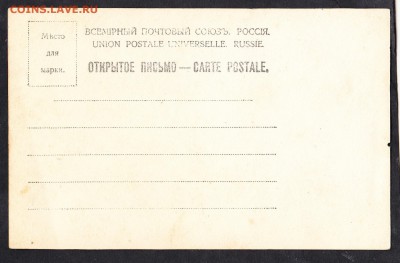 COINS.LAVE.RU
Мѣсто
для
марки.
ВСЕМІРНЫЙ ПОЧТОВЫЙ СОЮЗЪ. РОССІЯ.
UNION POSTALE UNIVERSELLE. RUSSIE.
ОТКРЫТОЕ ПИСЬМО — CARTE POSTALE.